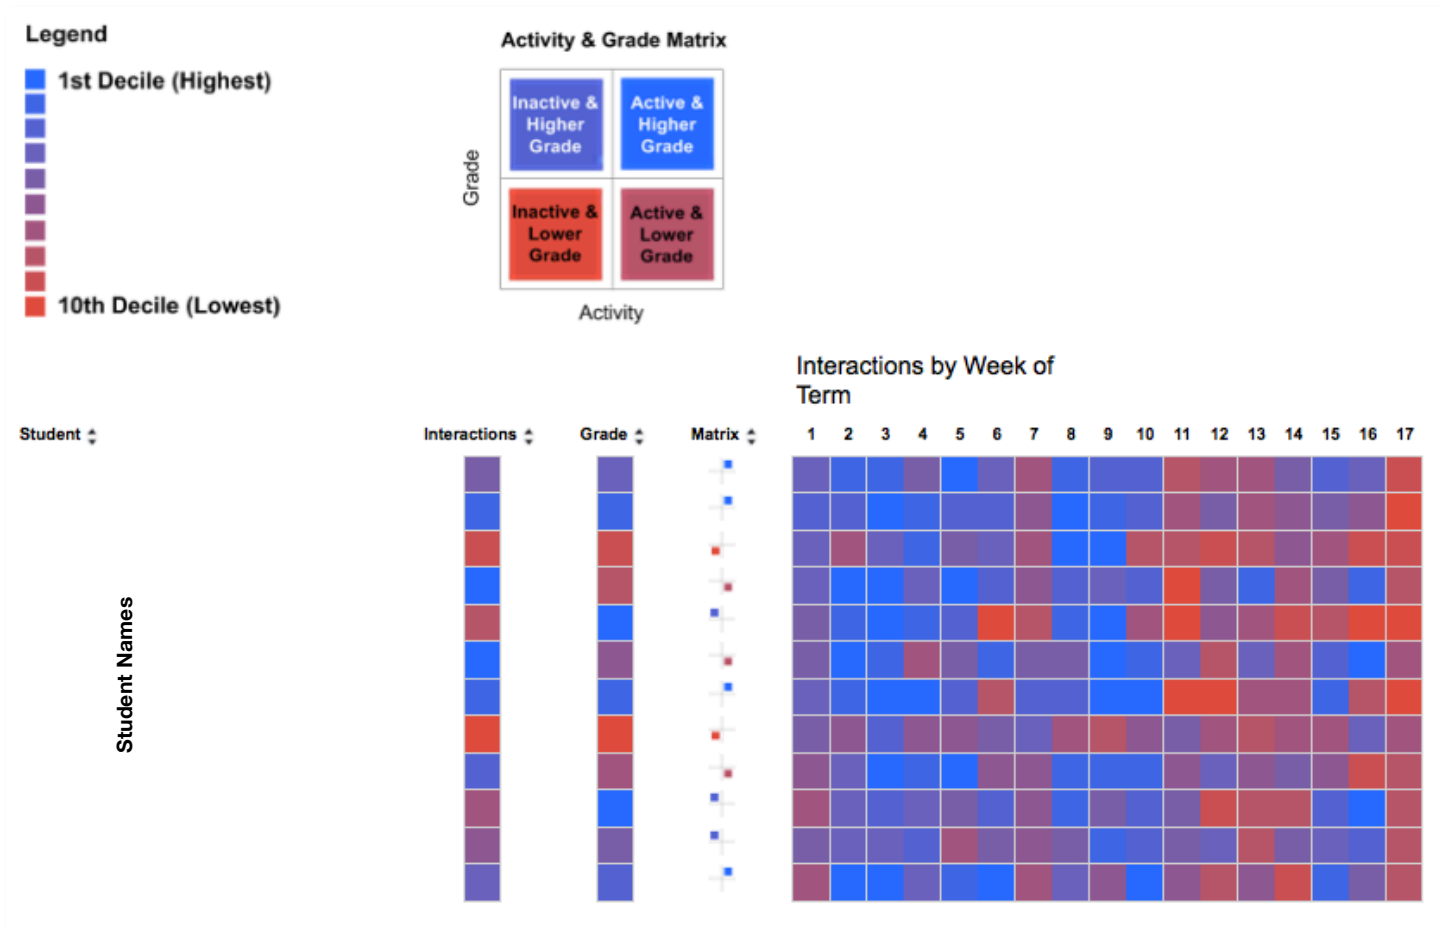 Legend
1st Decile (Highest)
10th Decile (Lowest)
Activity & Grade Matrix
Grade
Inactive &
Higher
Grade
Active &
Higher
Grade
Inactive &
Lower
Grade
Active &
Lower
Grade
Activity
Interactions by Week of
Term
Student Interactions Grade Matrix 1 2 3 4 5 6 7 8 9 10 11 12 13 14 15 16 17
Student Names